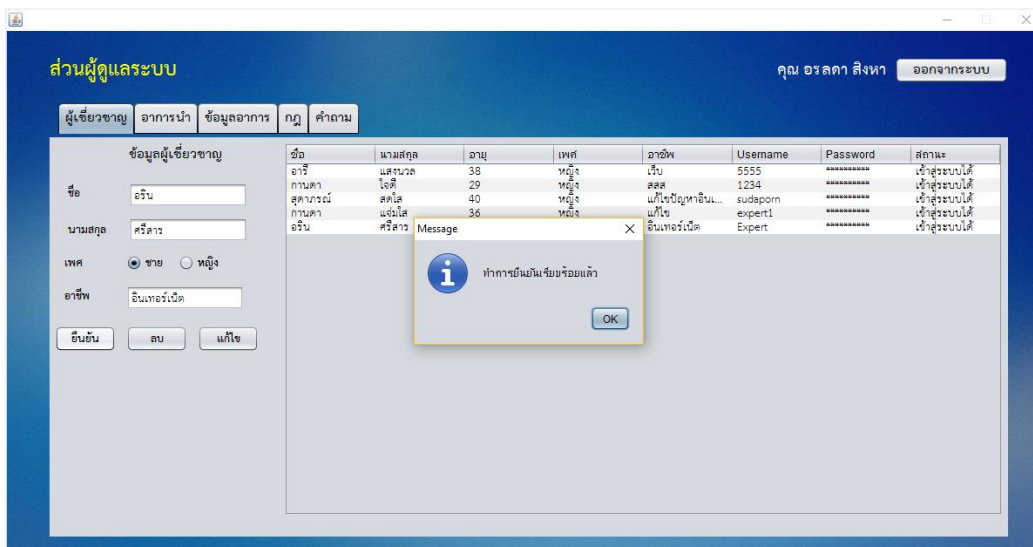 ส่วนผู้ดูแลระบบ
คุณ อรลดา สิงหา ออกจากระบบ
ผู้เชี่ยวชาญ อาการนำ ข้อมูลอาการ กฎ คำถาม
ข้อมูลผู้เชี่ยวชาญ
ชื่อ อริน
นามสกุล ศรีสาร
เพศ ชาย หญิง
อาชีพ อินเทอร์เน็ต
ยืนยัน ลบ แก้ไข
ชื่อ นามสกุล อายุ เพศ อาชีพ Username Password สถานะ
อารี แสงนวล 38 หญิง เว็บ 5555 ********** เข้าสู่ระบบได้
กานดา ใจดี 29 หญิง สสส 1234 ********** เข้าสู่ระบบได้
สุดาภรณ์ สดใส 40 หญิง แก้ไขปัญหาอินเ... sudaporn ********** เข้าสู่ระบบได้
กานดา แจ่มใส 36 หญิง แก้ไข expert1 ********** เข้าสู่ระบบได้
อริน ศรีสาร อินเทอร์เน็ต Expert ********** เข้าสู่ระบบได้
Message
ทำการยืนยันเรียบร้อยแล้ว
OK